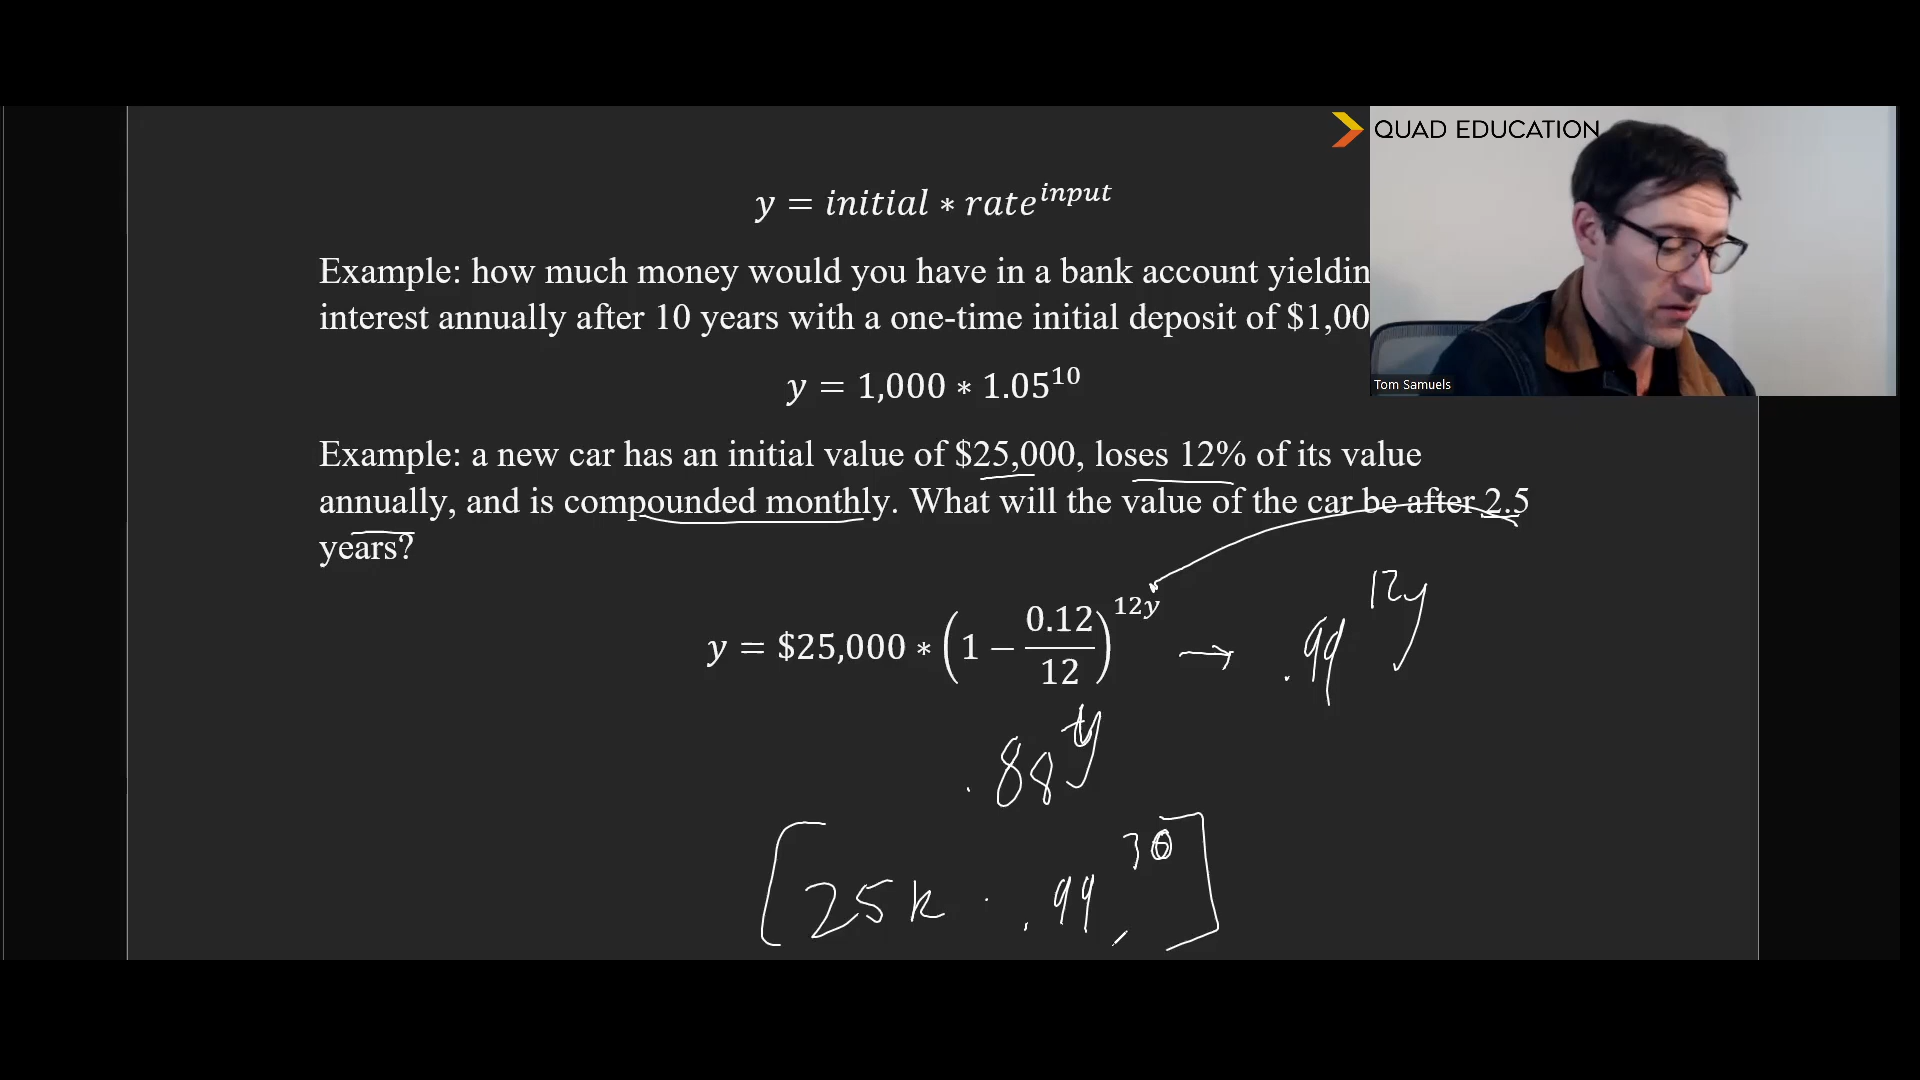 QUAD EDUCATION
y = initial * rate^input
Example: how much money would you have in a bank account yieldin
interest annually after 10 years with a one-time initial deposit of $1,00
Tom Samuels
y = 1,000 * 1.05^10
Example: a new car has an initial value of $25,000, loses 12% of its value
annually, and is compounded monthly. What will the value of the car be after 2.5
years?
y = $25,000 * (1 − 0.12/12)^12y → .99^12y
.88^y
[25k · .99^30]